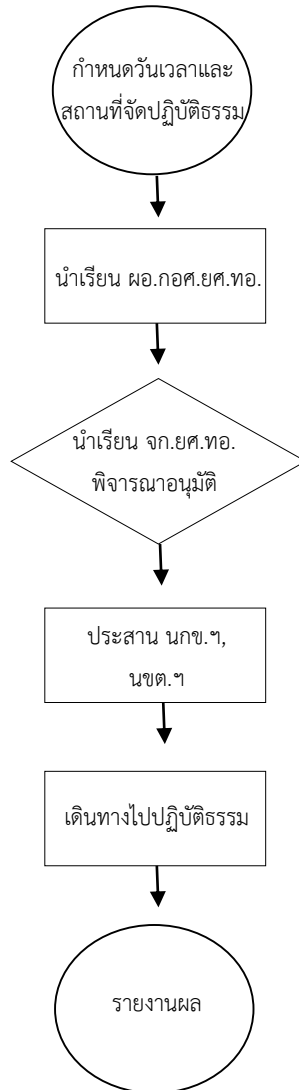 กำหนดวันเวลาและ
สถานที่จัดปฏิบัติธรรม
นำเรียน ผอ.กอศ.ยศ.ทอ.
นำเรียน จก.ยศ.ทอ.
พิจารณาอนุมัติ
ประสาน นกข.ฯ,
นขต.ฯ
เดินทางไปปฏิบัติธรรม
รายงานผล